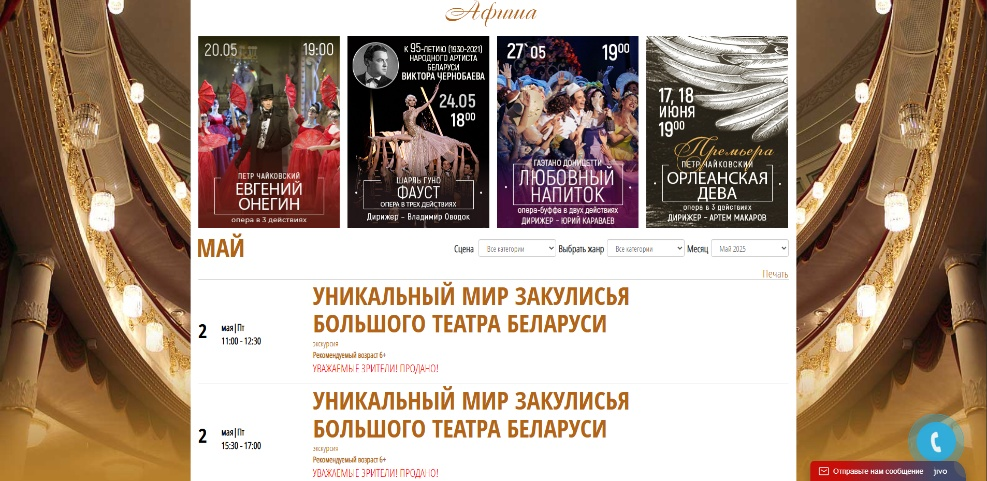 Афиша
20.05 19:00
ПЕТР ЧАЙКОВСКИЙ
ЕВГЕНИЙ
ОНЕГИН
опера в 3 действиях
К 95-ЛЕТИЮ (1930-2021)
НАРОДНОГО АРТИСТА
БЕЛАРУСИ
ВИКТОРА ЧЕРНОБАЕВА
24.05
18⁰⁰
ШАРЛЬ ГУНО
ФАУСТ
ОПЕРА В ТРЕХ ДЕЙСТВИЯХ
Дирижер – Владимир Оводок
27`05 19⁰⁰
ГАЭТАНО ДОНИЦЕТТИ
ЛЮБОВНЫЙ
НАПИТОК
опера-буффа в двух действиях
ДИРИЖЕР – ЮРИЙ КАРАВАЕВ
17, 18
ИЮНЯ
19⁰⁰
Премьера
ПЕТР ЧАЙКОВСКИЙ
ОРЛЕАНСКАЯ
ДЕВА
опера в 3 действиях
ДИРИЖЕР – АРТЕМ МАКАРОВ
МАЙ
Сцена Все категории Выбрать жанр Все категории Месяц Май 2025
Печать
УНИКАЛЬНЫЙ МИР ЗАКУЛИСЬЯ
БОЛЬШОГО ТЕАТРА БЕЛАРУСИ
2 мая|Пт
11:00 - 12:30
экскурсия
Рекомендуемый возраст 6+
УВАЖАЕМЫЕ ЗРИТЕЛИ! ПРОДАНО!
УНИКАЛЬНЫЙ МИР ЗАКУЛИСЬЯ
БОЛЬШОГО ТЕАТРА БЕЛАРУСИ
2 мая|Пт
15:30 - 17:00
экскурсия
Рекомендуемый возраст 6+
УВАЖАЕМЫЕ ЗРИТЕЛИ! ПРОДАНО!
Отправьте нам сообщение jivo